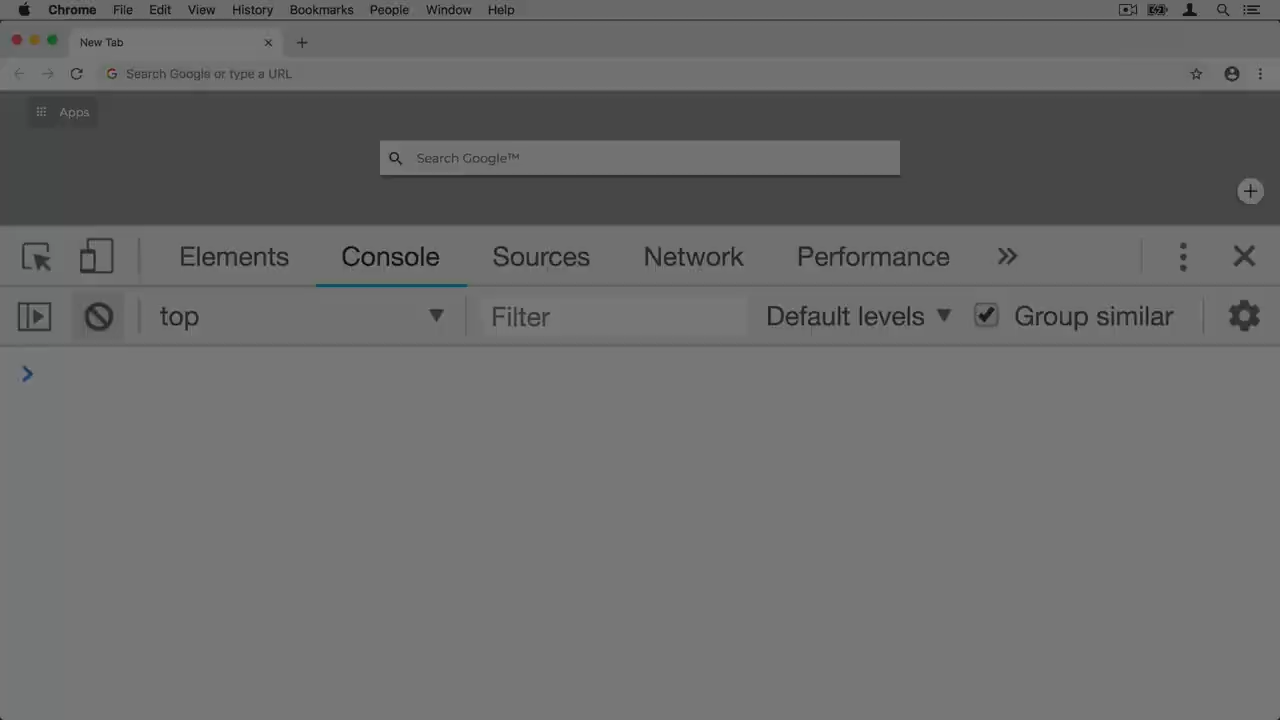 Chrome File Edit View History Bookmarks People Window Help
New Tab
Search Google or type a URL
Apps
Search Google™
Elements Console Sources Network Performance »
top Filter Default levels Group similar